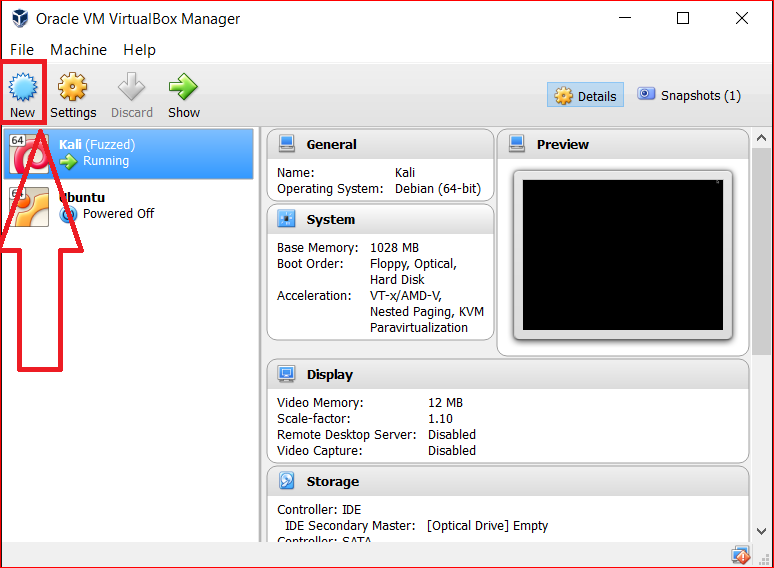 Oracle VM VirtualBox Manager
File Machine Help
New Settings Discard Show
Details Snapshots (1)
64 Kali (Fuzzed)
Running
Ubuntu
Powered Off
General
Name: Kali
Operating System: Debian (64-bit)
Preview
System
Base Memory: 1028 MB
Boot Order: Floppy, Optical,
Hard Disk
Acceleration: VT-x/AMD-V,
Nested Paging, KVM
Paravirtualization
Display
Video Memory: 12 MB
Scale-factor: 1.10
Remote Desktop Server: Disabled
Video Capture: Disabled
Storage
Controller: IDE
IDE Secondary Master: [Optical Drive] Empty
Controller: SATA